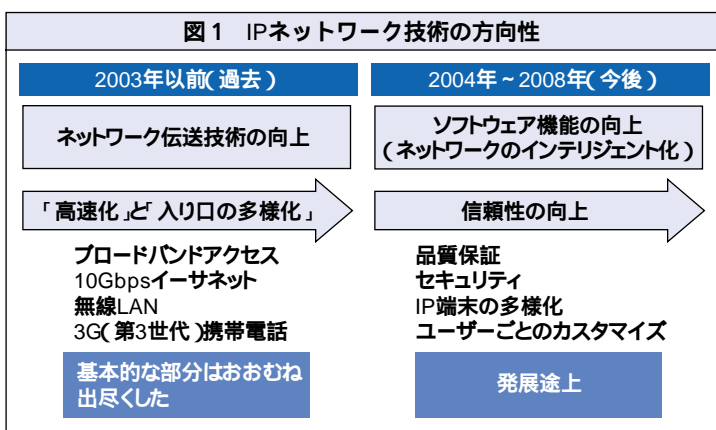 図1 IPネットワーク技術の方向性
2003年以前(過去)
ネットワーク伝送技術の向上
「高速化」と「入り口の多様化」
ブロードバンドアクセス
10Gbpsイーサネット
無線LAN
3G(第3世代)携帯電話
基本的な部分はおおむね
出尽くした
2004年~2008年(今後)
ソフトウェア機能の向上
(ネットワークのインテリジェント化)
信頼性の向上
品質保証
セキュリティ
IP端末の多様化
ユーザーごとのカスタマイズ
発展途上